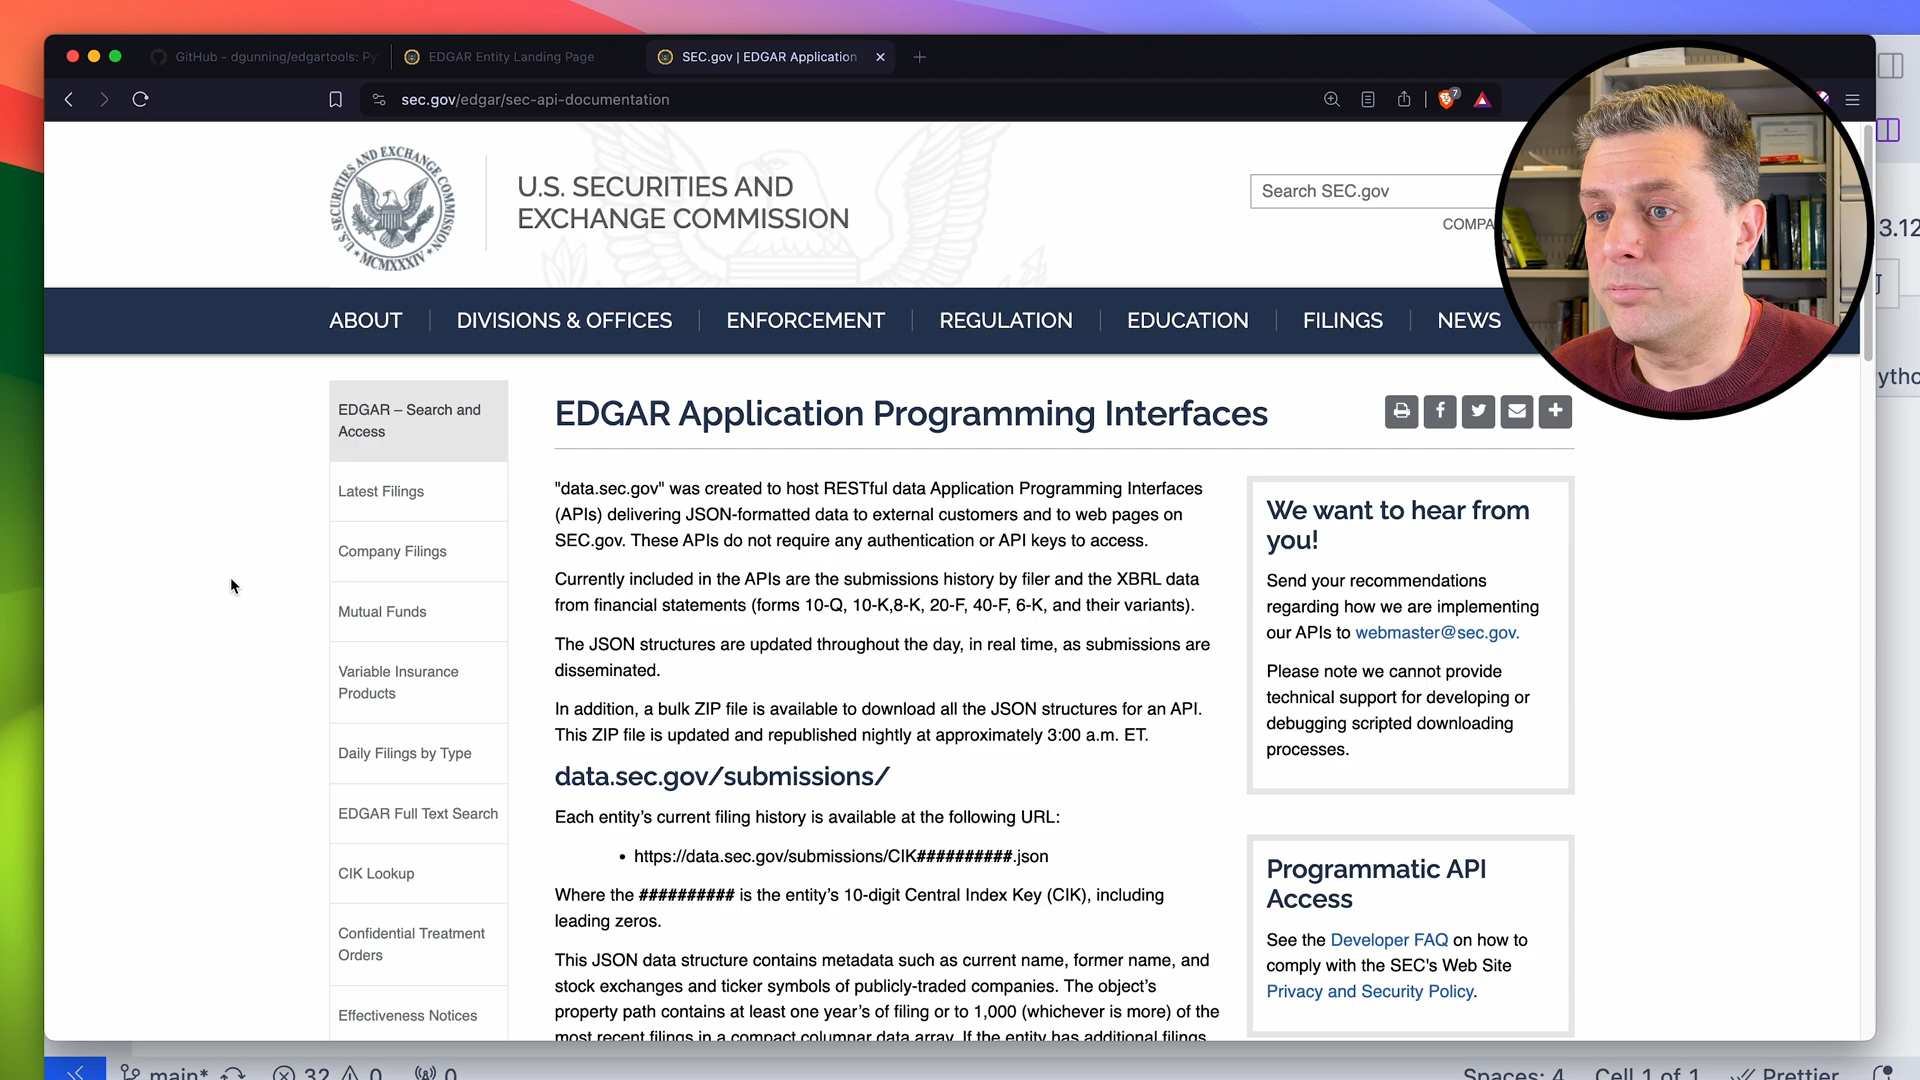 GitHub - dgunning/edgartools: Py
EDGAR Entity Landing Page
SEC.gov | EDGAR Application
sec.gov/edgar/sec-api-documentation
7
U.S. SECURITIES AND EXCHANGE COMMISSION
MCMXXXIV
U.S. SECURITIES AND
EXCHANGE COMMISSION
Search SEC.gov
COMPA
3.12
ABOUT
DIVISIONS & OFFICES
ENFORCEMENT
REGULATION
EDUCATION
FILINGS
NEWS
EDGAR – Search and
Access
Latest Filings
Company Filings
Mutual Funds
Variable Insurance
Products
Daily Filings by Type
EDGAR Full Text Search
CIK Lookup
Confidential Treatment
Orders
Effectiveness Notices
EDGAR Application Programming Interfaces
"data.sec.gov" was created to host RESTful data Application Programming Interfaces
(APIs) delivering JSON-formatted data to external customers and to web pages on
SEC.gov. These APIs do not require any authentication or API keys to access.
Currently included in the APIs are the submissions history by filer and the XBRL data
from financial statements (forms 10-Q, 10-K,8-K, 20-F, 40-F, 6-K, and their variants).
The JSON structures are updated throughout the day, in real time, as submissions are
disseminated.
In addition, a bulk ZIP file is available to download all the JSON structures for an API.
This ZIP file is updated and republished nightly at approximately 3:00 a.m. ET.
data.sec.gov/submissions/
Each entity’s current filing history is available at the following URL:
• https://data.sec.gov/submissions/CIK##########.json
Where the ########## is the entity’s 10-digit Central Index Key (CIK), including
leading zeros.
This JSON data structure contains metadata such as current name, former name, and
stock exchanges and ticker symbols of publicly-traded companies. The object’s
property path contains at least one year’s of filing or to 1,000 (whichever is more) of the
most recent filings in a compact columnar data array. If the entity has additional filings,
We want to hear from
you!
Send your recommendations
regarding how we are implementing
our APIs to webmaster@sec.gov.
Please note we cannot provide
technical support for developing or
debugging scripted downloading
processes.
Programmatic API
Access
See the Developer FAQ on how to
comply with the SEC's Web Site
Privacy and Security Policy.
ytho
main*
32
0
0
Spaces: 4
Cell 1 of 1
Prettier